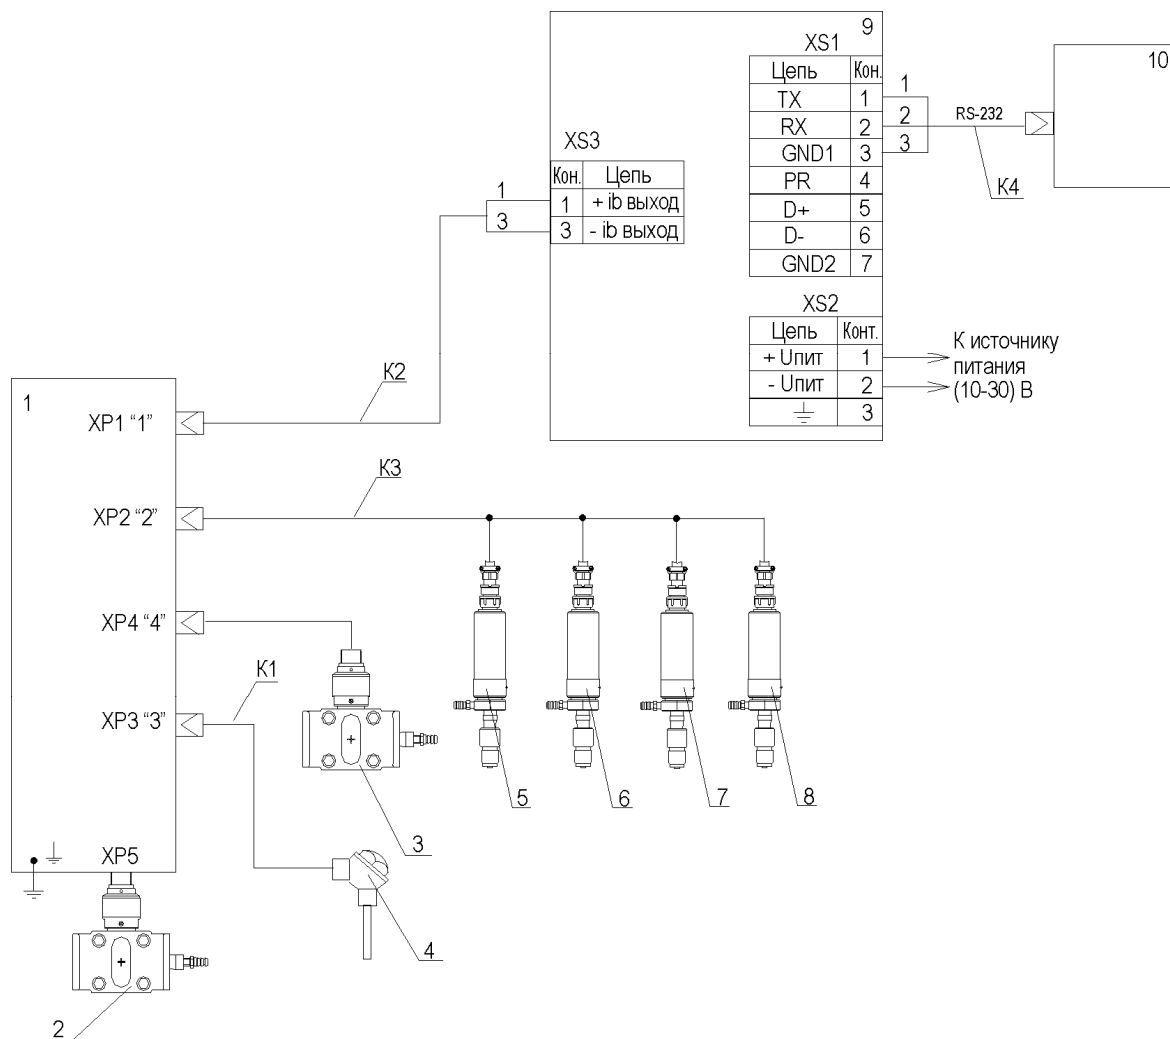 9
XS1
Цепь Кон.
TX 1
RX 2
GND1 3
PR 4
D+ 5
D- 6
GND2 7
1
2
3
RS-232
K4
10
XS3
Кон. Цепь
1 + ib выход
3 - ib выход
1
3
XS2
Цепь Конт.
+ Uпит 1
- Uпит 2
3
К источнику
питания
(10-30) В
K2
1
XP1 “1”
K3
XP2 “2”
XP4 “4”
K1
XP3 “3”
XP5
5
6
7
8
3
4
2